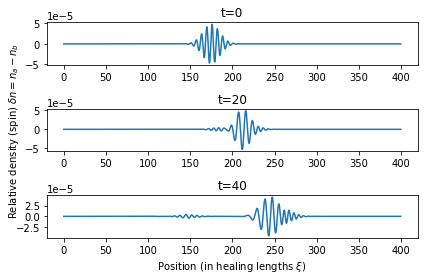 t=0
1e−5
5
0
−5
0 50 100 150 200 250 300 350 400
t=20
1e−5
5
0
−5
0 50 100 150 200 250 300 350 400
t=40
1e−5
2.5
0.0
−2.5
0 50 100 150 200 250 300 350 400
Relative density (spin) δn = nₐ − n_b
Position (in healing lengths ξ)